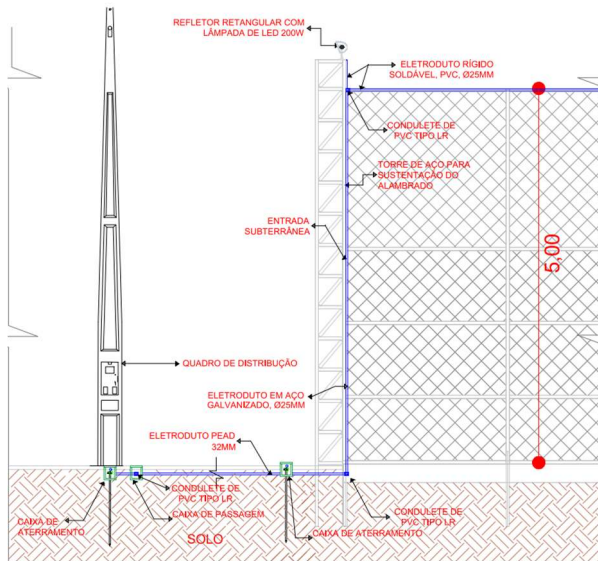 REFLETOR RETANGULAR COM
LÂMPADA DE LED 200W
ELETRODUTO RÍGIDO
SOLDÁVEL, PVC, Ø25MM
CONDULETE DE
PVC TIPO LR
TORRE DE AÇO PARA
SUSTENTAÇÃO DO
ALAMBRADO
ENTRADA
SUBTERRÂNEA
5,00
QUADRO DE DISTRIBUÇÃO
ELETRODUTO EM AÇO
GALVANIZADO, Ø25MM
ELETRODUTO PEAD
32MM
CONDULETE DE
PVC TIPO LR
CAIXA DE PASSAGEM
CAIXA DE
ATERRAMENTO
SOLO
CAIXA DE ATERRAMENTO
CONDULETE DE
PVC TIPO LR